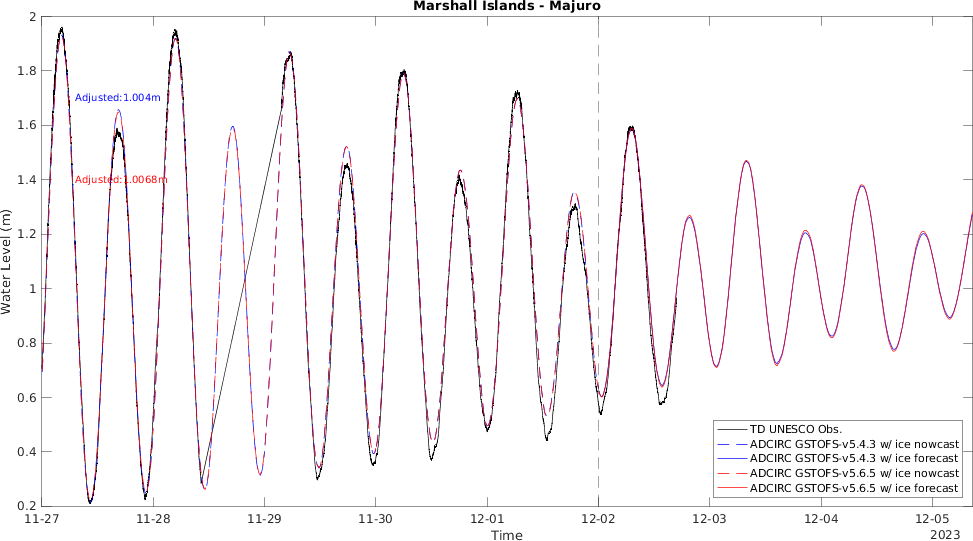 Marshall Islands - Majuro
2
1.8
1.6
1.4
1.2
1
0.8
0.6
0.4
0.2
Water Level (m)
Adjusted:1.004m
Adjusted:1.0068m
TD UNESCO Obs.
ADCIRC GSTOFS-v5.4.3 w/ ice nowcast
ADCIRC GSTOFS-v5.4.3 w/ ice forecast
ADCIRC GSTOFS-v5.6.5 w/ ice nowcast
ADCIRC GSTOFS-v5.6.5 w/ ice forecast
11-27 11-28 11-29 11-30 12-01 12-02 12-03 12-04 12-05
Time
2023